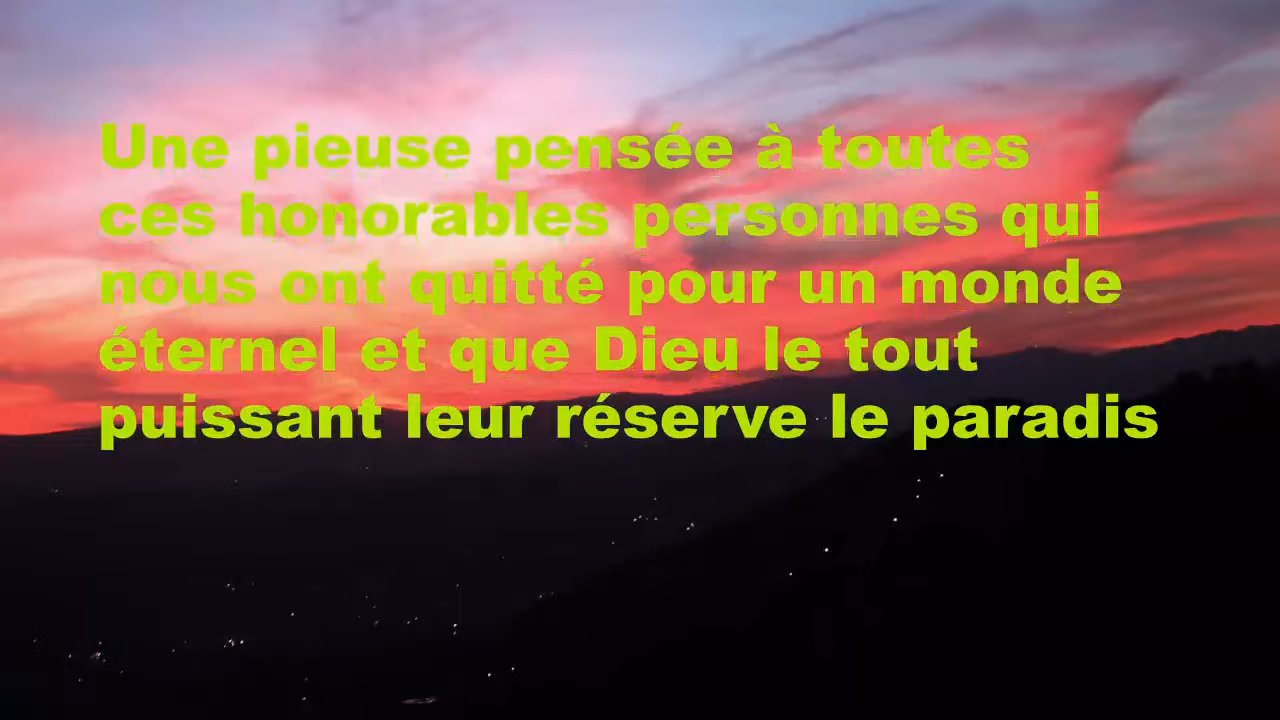 Une pieuse pensée à toutes
ces honorables personnes qui
nous ont quitté pour un monde
éternel et que Dieu le tout
puissant leur réserve le paradis